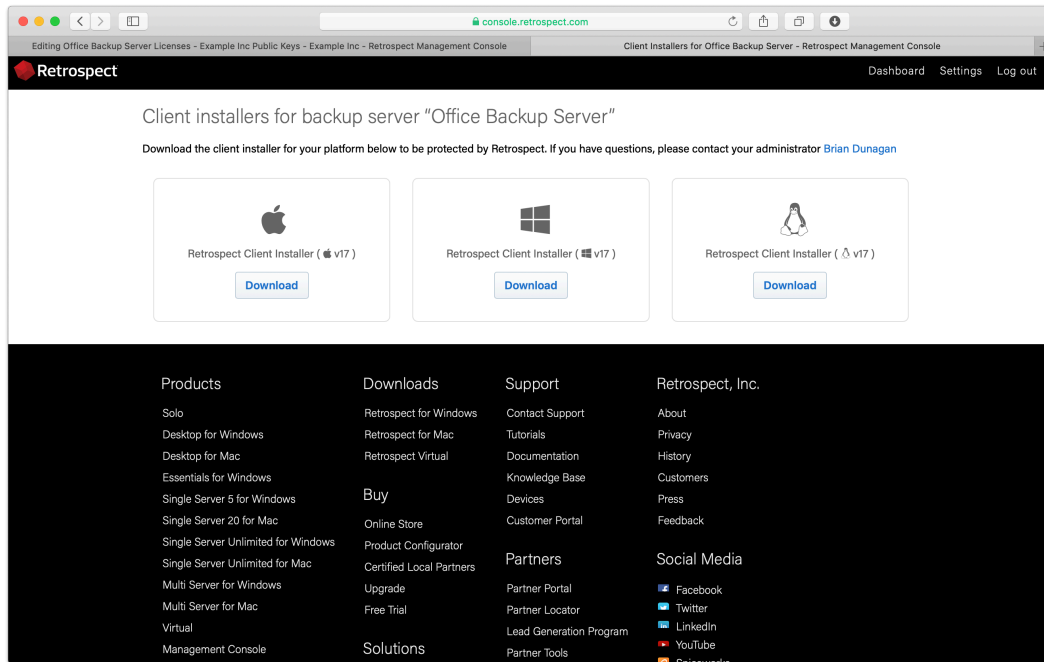 console.retrospect.com
Editing Office Backup Server Licenses - Example Inc Public Keys - Example Inc - Retrospect Management Console
Client Installers for Office Backup Server - Retrospect Management Console
Retrospect
Dashboard Settings Log out
Client installers for backup server “Office Backup Server”
Download the client installer for your platform below to be protected by Retrospect. If you have questions, please contact your administrator Brian Dunagan
Retrospect Client Installer ( v17 )
Download
Retrospect Client Installer ( v17 )
Download
Retrospect Client Installer ( v17 )
Download
Products
Solo
Desktop for Windows
Desktop for Mac
Essentials for Windows
Single Server 5 for Windows
Single Server 20 for Mac
Single Server Unlimited for Windows
Single Server Unlimited for Mac
Multi Server for Windows
Multi Server for Mac
Virtual
Management Console
Downloads
Retrospect for Windows
Retrospect for Mac
Retrospect Virtual
Buy
Online Store
Product Configurator
Certified Local Partners
Upgrade
Free Trial
Solutions
Support
Contact Support
Tutorials
Documentation
Knowledge Base
Devices
Customer Portal
Partners
Partner Portal
Partner Locator
Lead Generation Program
Partner Tools
Retrospect, Inc.
About
Privacy
History
Customers
Press
Feedback
Social Media
Facebook
Twitter
LinkedIn
YouTube